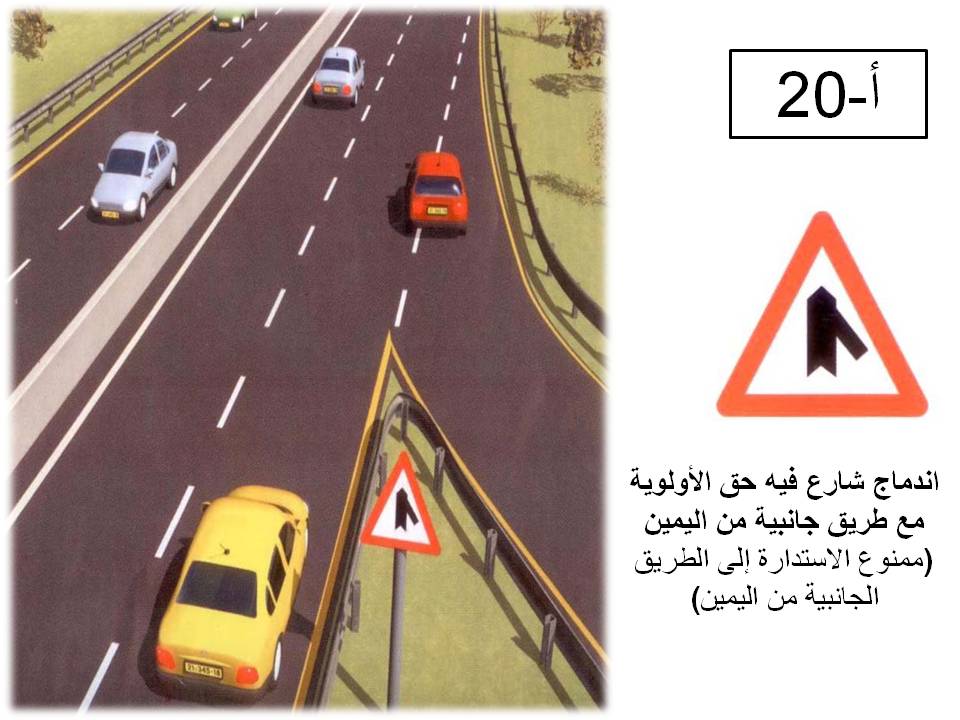 أ-20
اندماج شارع فيه حق الأولوية
مع طريق جانبية من اليمين
(ممنوع الاستدارة إلى الطريق
الجانبية من اليمين)